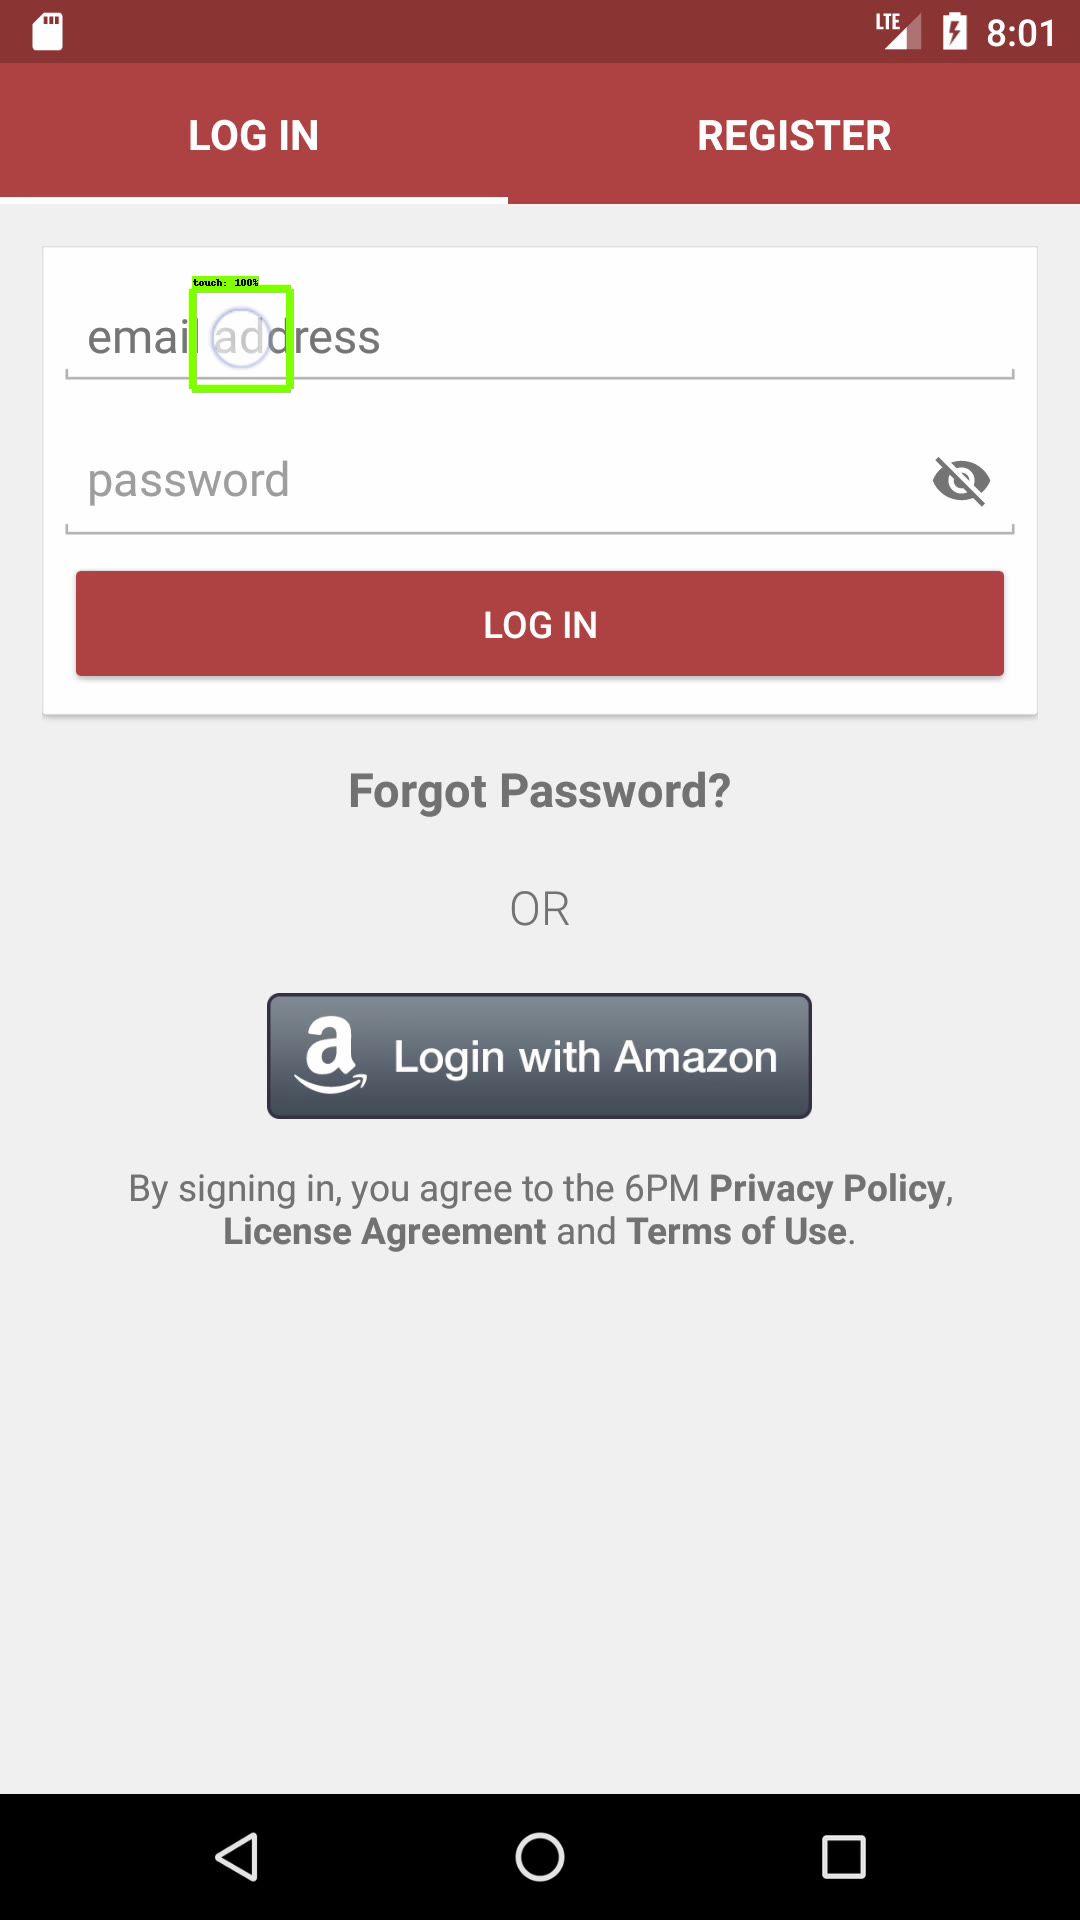 LTE 8:01
LOG IN REGISTER
touch: 100%
email address
password
LOG IN
Forgot Password?
OR
a Login with Amazon
By signing in, you agree to the 6PM Privacy Policy,
License Agreement and Terms of Use.